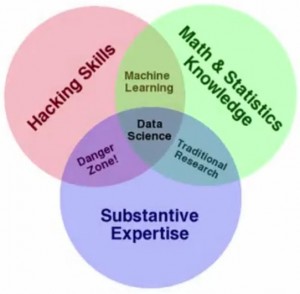 Hacking Skills
Math & Statistics
Knowledge
Machine
Learning
Data
Science
Danger
Zone!
Traditional
Research
Substantive
Expertise